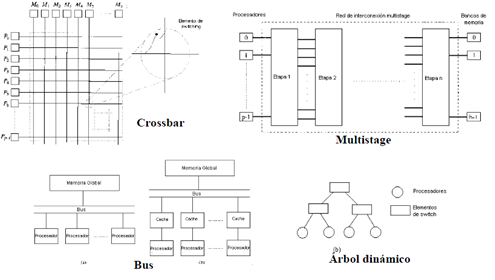 M₀ M₁ M₂ M₃ M₄ M₅
Elemento de
switching
P₀
P₁
P₂
P₃
P₄
P₅
P₆
Pp-1
Crossbar
Procesadores
Red de interconexión multistage
Bancos de
memoria
0
1
p-1
Etapa 1
Etapa 2
Etapa n
0
1
b-1
Multistage
Memoria Global
Bus
Procesador
Procesador
Procesador
(a)
Memoria Global
Bus
Cache
Cache
Cache
Procesador
Procesador
Procesador
Bus
Procesadores
Elementos
de switch
(b)
Árbol dinámico